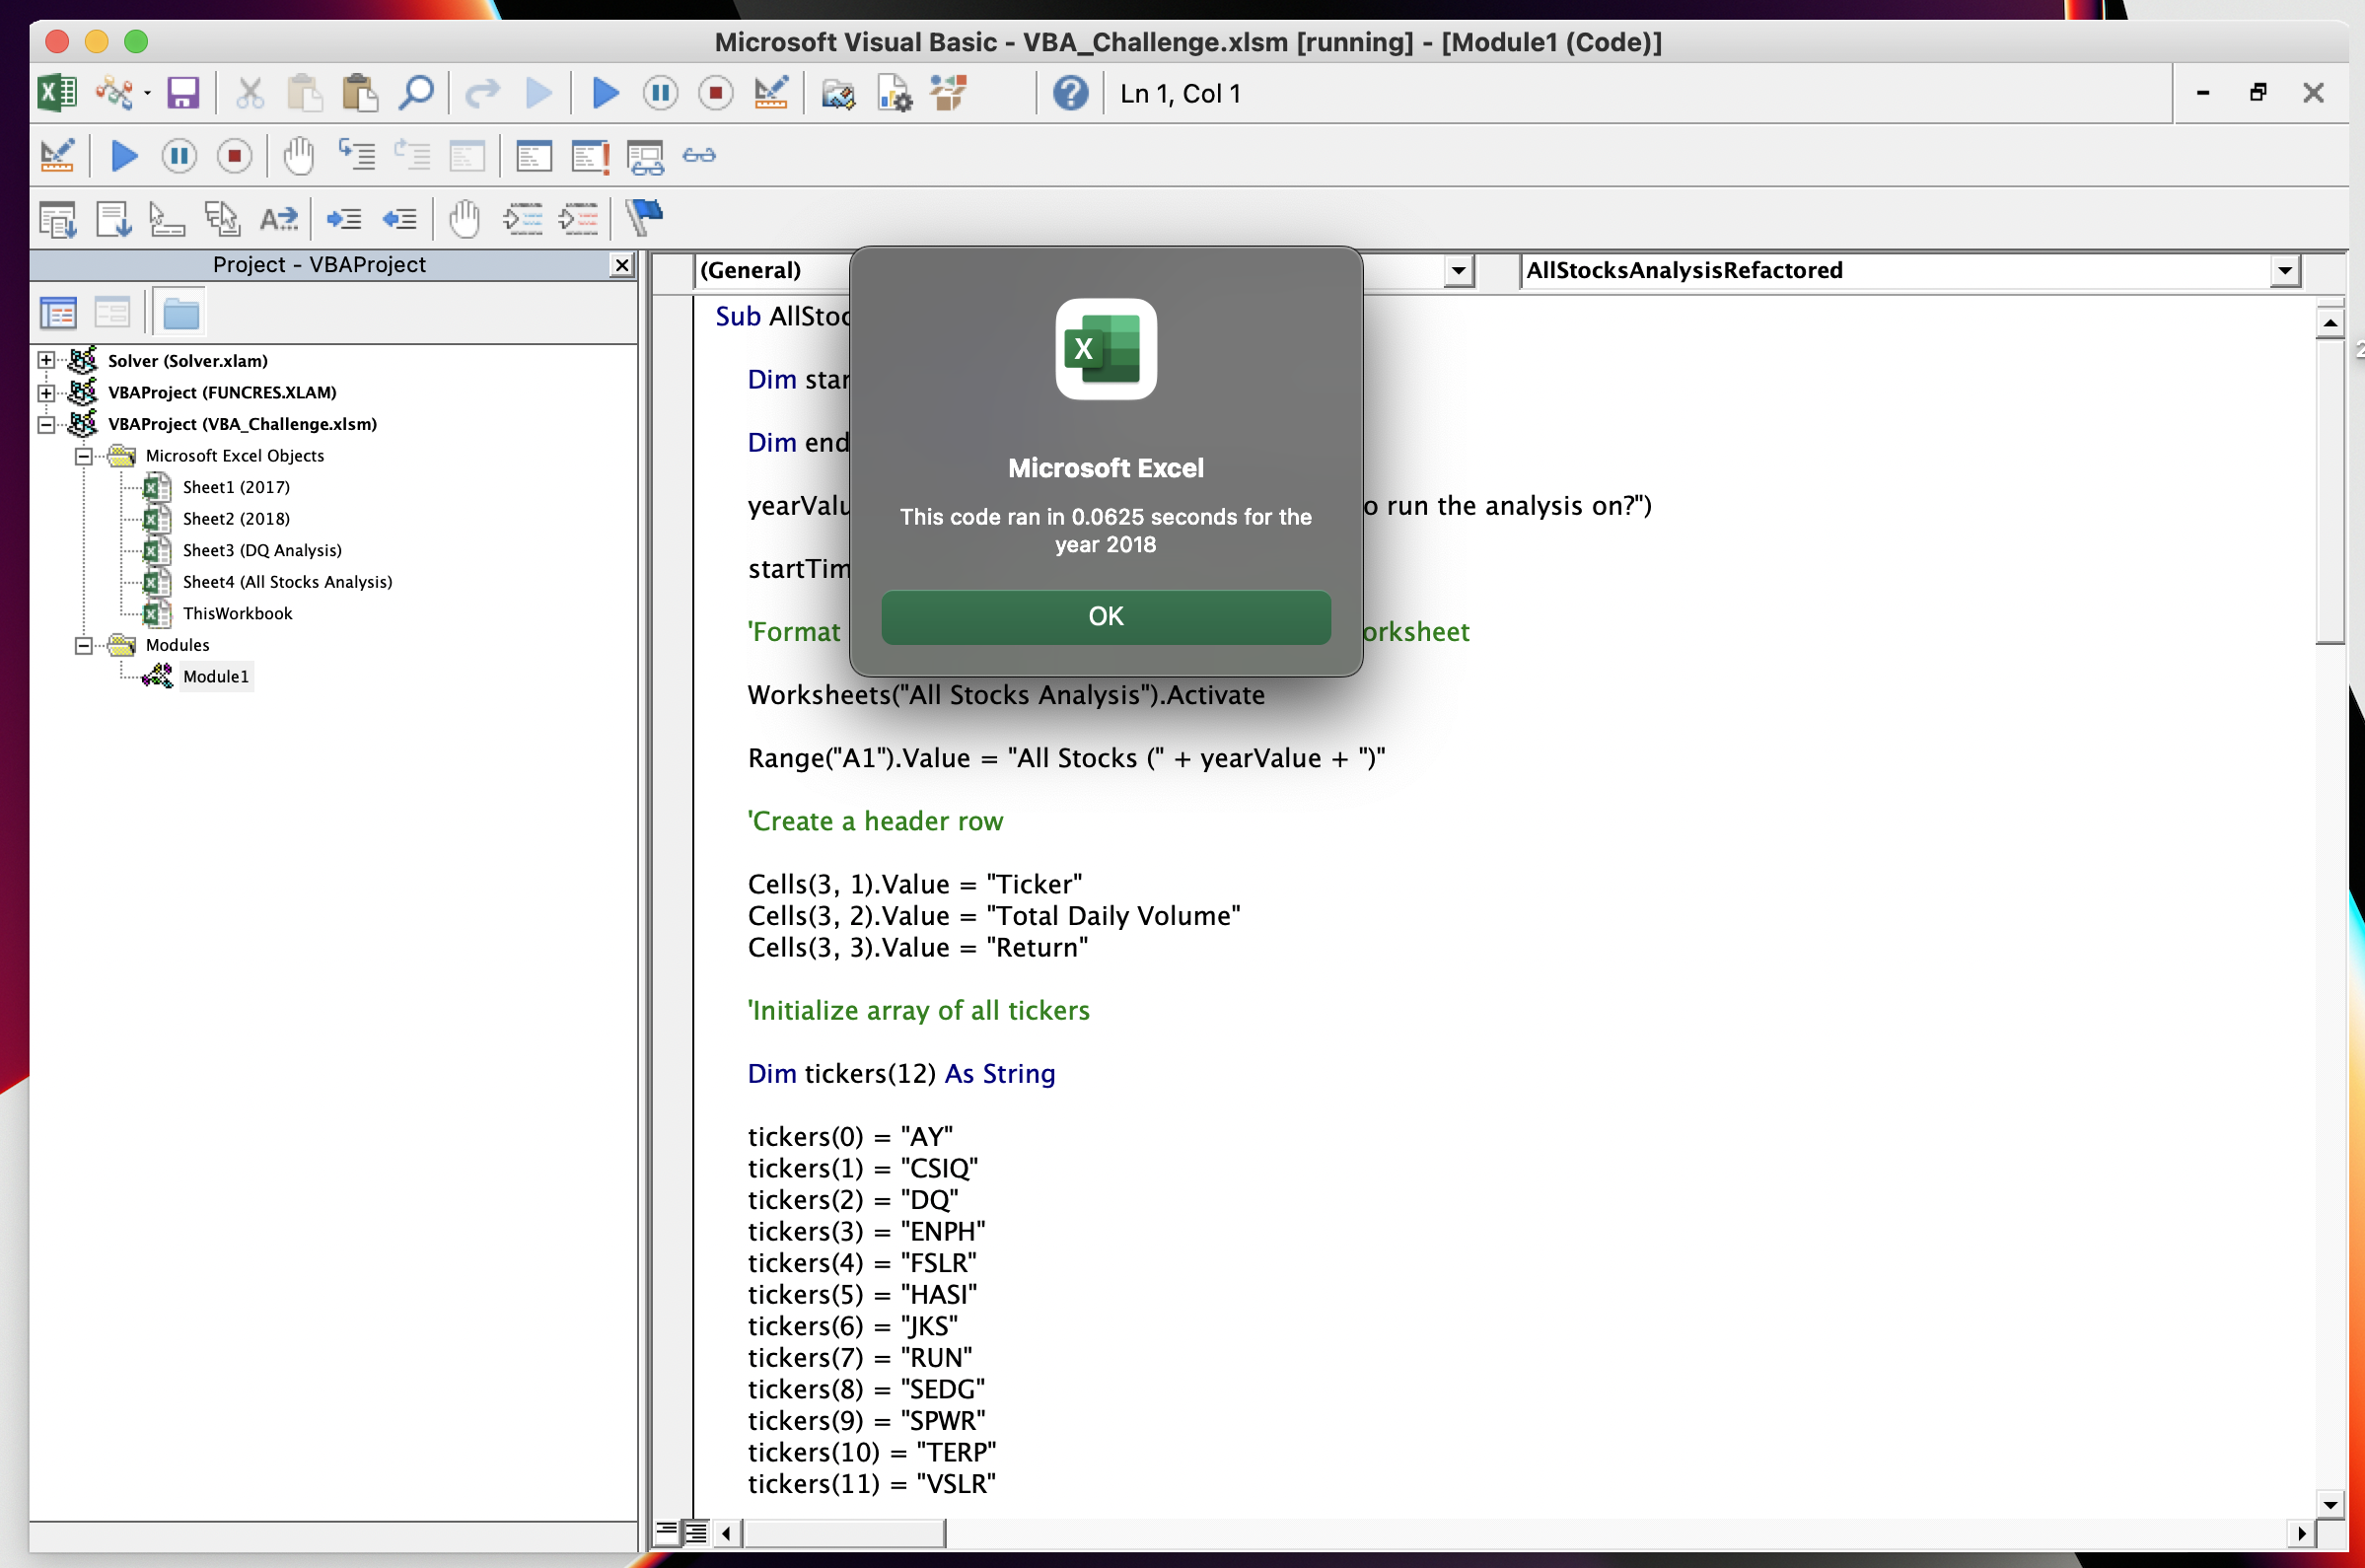 Microsoft Visual Basic - VBA_Challenge.xlsm [running] - [Module1 (Code)]
Ln 1, Col 1
Project - VBAProject
Solver (Solver.xlam)
VBAProject (FUNCRES.XLAM)
VBAProject (VBA_Challenge.xlsm)
Microsoft Excel Objects
Sheet1 (2017)
Sheet2 (2018)
Sheet3 (DQ Analysis)
Sheet4 (All Stocks Analysis)
ThisWorkbook
Modules
Module1
(General)
AllStocksAnalysisRefactored
Microsoft Excel
This code ran in 0.0625 seconds for the
year 2018
OK
Sub
Dim
Dim
run the analysis on?")
'Format
Worksheets("All Stocks Analysis").Activate
Range("A1").Value = "All Stocks (" + yearValue + ")"
'Create a header row
Cells(3, 1).Value = "Ticker"
Cells(3, 2).Value = "Total Daily Volume"
Cells(3, 3).Value = "Return"
'Initialize array of all tickers
Dim tickers(12) As String
tickers(0) = "AY"
tickers(1) = "CSIQ"
tickers(2) = "DQ"
tickers(3) = "ENPH"
tickers(4) = "FSLR"
tickers(5) = "HASI"
tickers(6) = "JKS"
tickers(7) = "RUN"
tickers(8) = "SEDG"
tickers(9) = "SPWR"
tickers(10) = "TERP"
tickers(11) = "VSLR"